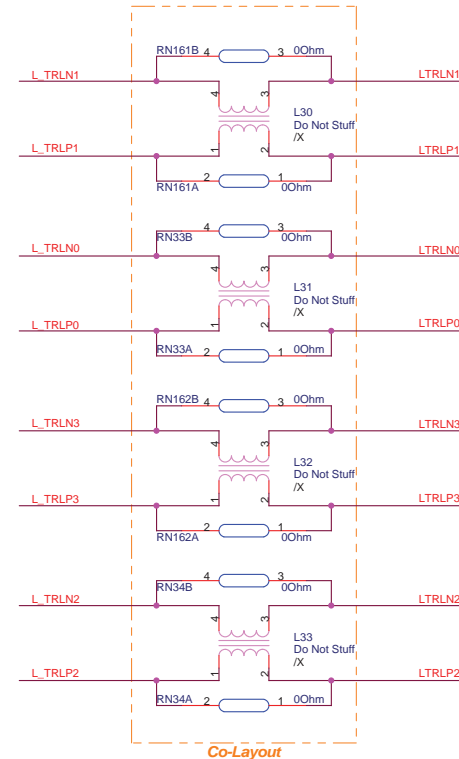 RN161B 4 3 0Ohm
L_TRLN1 LTRLN1
4 3
L30
Do Not Stuff
/X
L_TRLP1 1 2 LTRLP1
RN161A 2 1 0Ohm
RN33B 4 3 0Ohm
L_TRLN0 LTRLN0
4 3
L31
Do Not Stuff
/X
L_TRLP0 1 2 LTRLP0
RN33A 2 1 0Ohm
RN162B 4 3 0Ohm
L_TRLN3 LTRLN3
4 3
L32
Do Not Stuff
/X
L_TRLP3 1 2 LTRLP3
RN162A 2 1 0Ohm
RN34B 4 3 0Ohm
L_TRLN2 LTRLN2
4 3
L33
Do Not Stuff
/X
L_TRLP2 1 2 LTRLP2
RN34A 2 1 0Ohm
Co-Layout